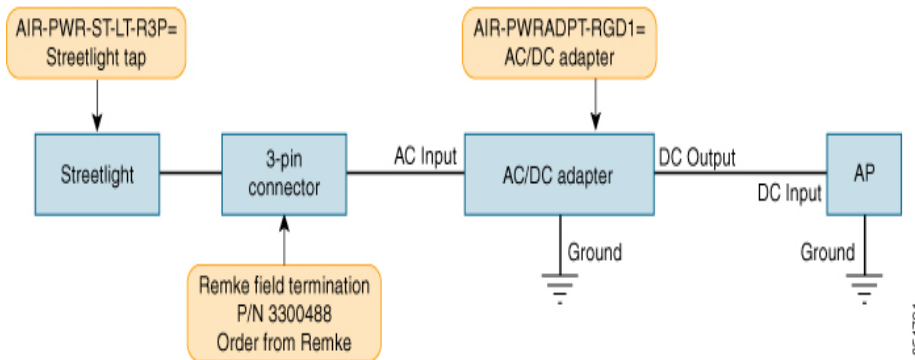 AIR-PWR-ST-LT-R3P=
Streetlight tap
AIR-PWRADPT-RGD1=
AC/DC adapter
Streetlight
3-pin
connector
AC Input
AC/DC adapter
DC Output
DC Input
AP
Ground
Ground
Remke field termination
P/N 3300488
Order from Remke